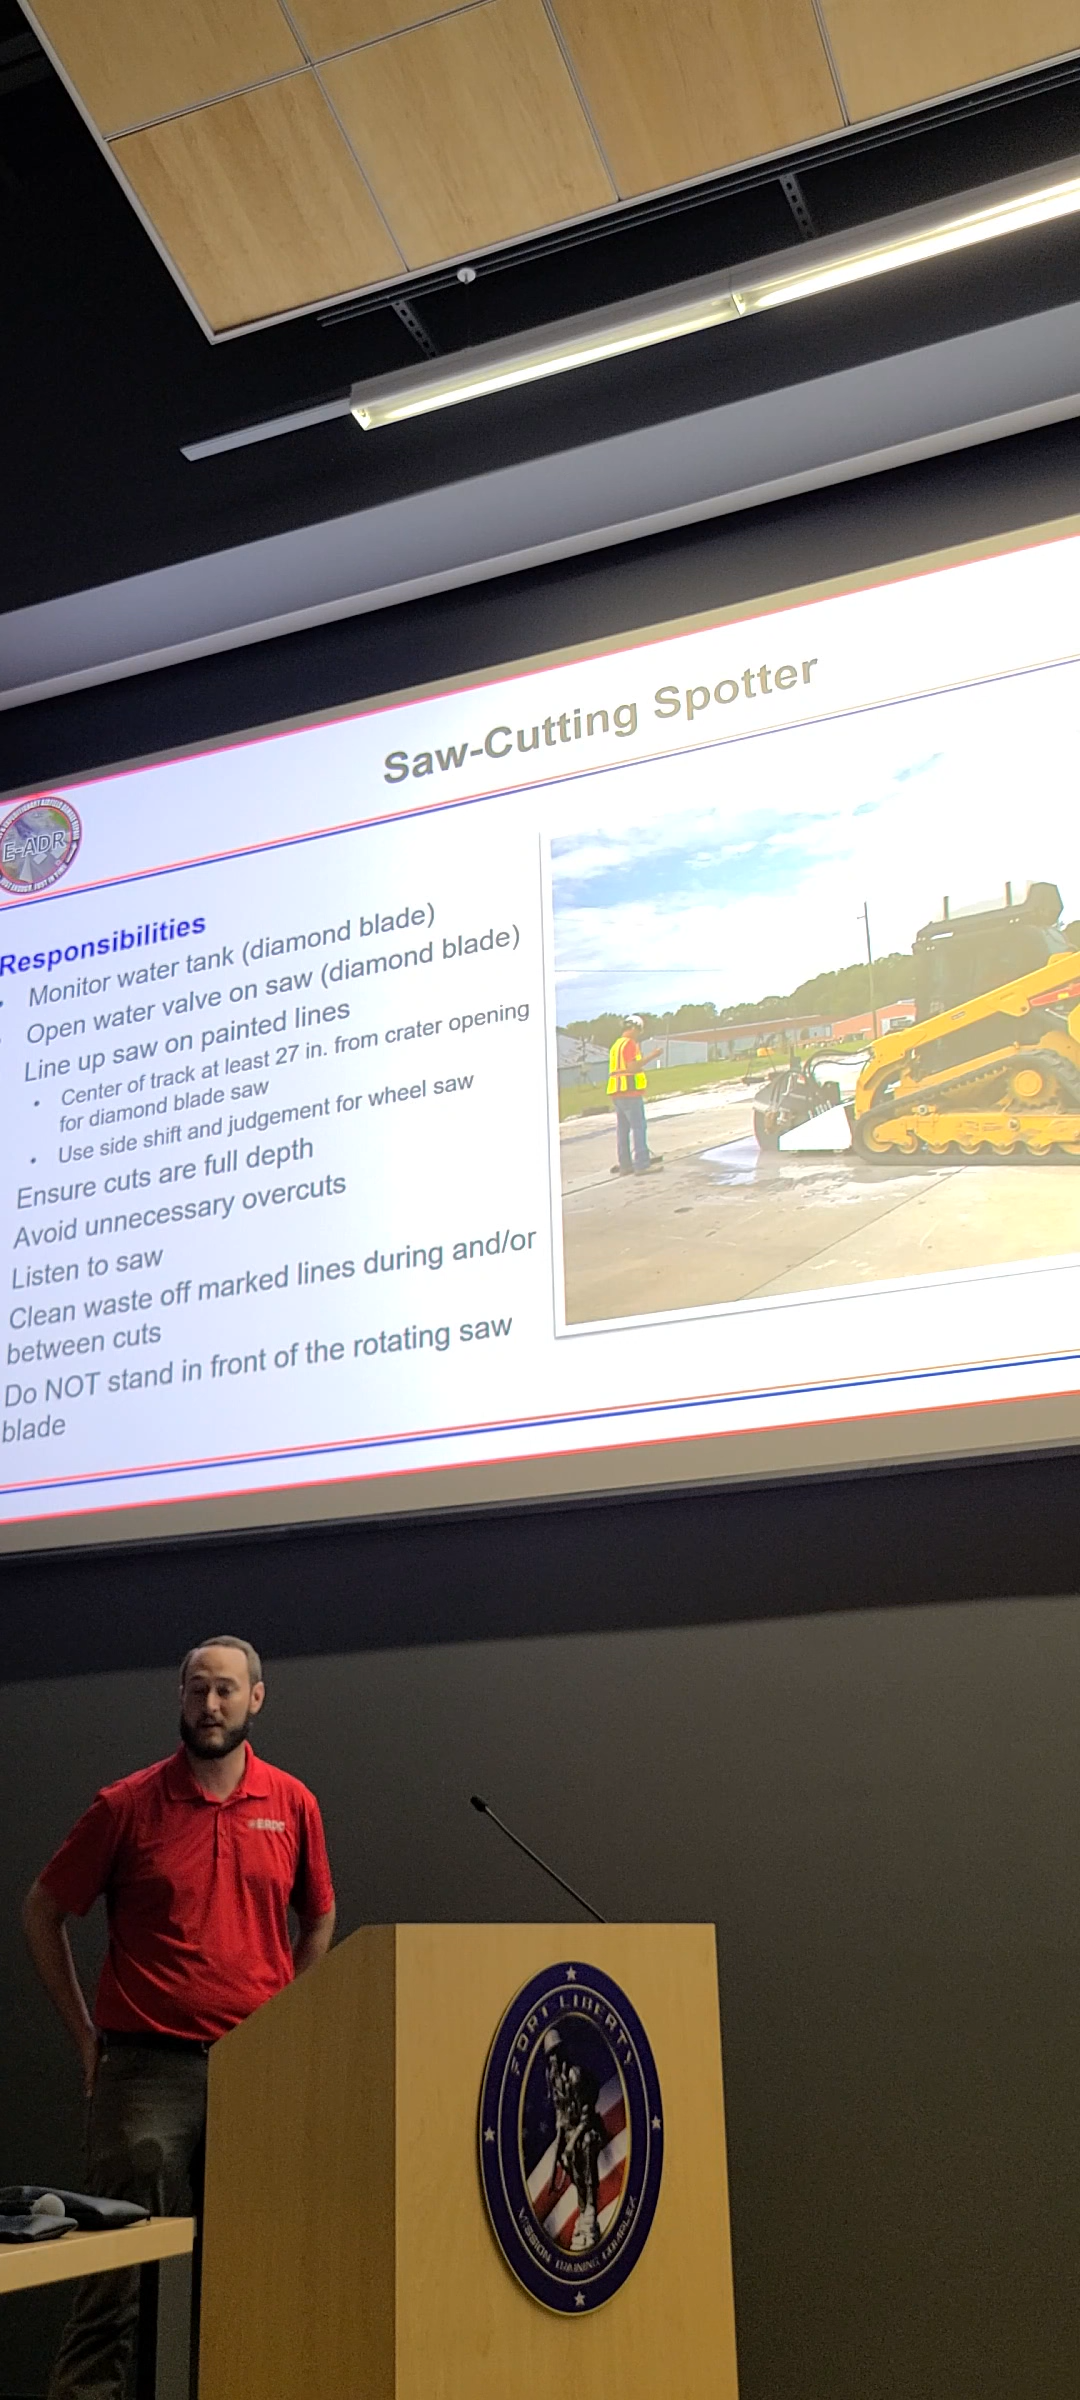 Saw-Cutting Spotter
E-ADR
Responsibilities
• Monitor water tank (diamond blade)
Open water valve on saw (diamond blade)
Line up saw on painted lines
• Center of track at least 27 in. from crater opening
for diamond blade saw
• Use side shift and judgement for wheel saw
Ensure cuts are full depth
Avoid unnecessary overcuts
Listen to saw
Clean waste off marked lines during and/or
between cuts
Do NOT stand in front of the rotating saw
blade
ERDC
FORT LIBERTY
MISSION TRAINING COMPLEX